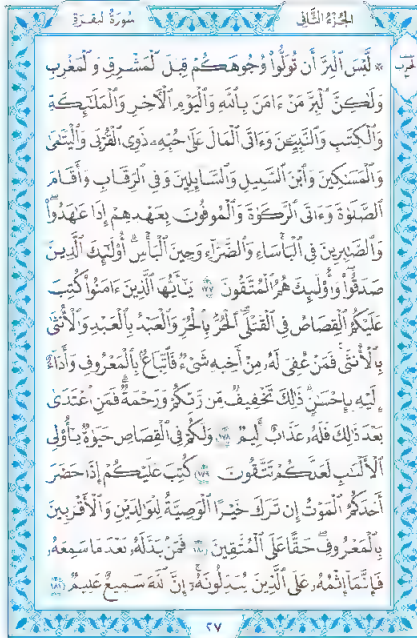 الجزء الثاني
سورة البقرة
الحزب
* لَّيْسَ ٱلْبِرَّ أَن تُوَلُّوا۟ وُجُوهَكُمْ قِبَلَ ٱلْمَشْرِقِ وَٱلْمَغْرِبِ
وَلَـٰكِنَّ ٱلْبِرَّ مَنْ ءَامَنَ بِٱللَّهِ وَٱلْيَوْمِ ٱلْـَٔاخِرِ وَٱلْمَلَـٰٓئِكَةِ
وَٱلْكِتَـٰبِ وَٱلنَّبِيِّـۧنَ وَءَاتَى ٱلْمَالَ عَلَىٰ حُبِّهِۦ ذَوِى ٱلْقُرْبَىٰ وَٱلْيَتَـٰمَىٰ
وَٱلْمَسَـٰكِينَ وَٱبْنَ ٱلسَّبِيلِ وَٱلسَّآئِلِينَ وَفِى ٱلرِّقَابِ وَأَقَامَ
ٱلصَّلَوٰةَ وَءَاتَى ٱلزَّكَوٰةَ وَٱلْمُوفُونَ بِعَهْدِهِمْ إِذَا عَـٰهَدُوا۟
وَٱلصَّـٰبِرِينَ فِى ٱلْبَأْسَآءِ وَٱلضَّرَّآءِ وَحِينَ ٱلْبَأْسِ أُو۟لَـٰٓئِكَ ٱلَّذِينَ
صَدَقُوا۟ وَأُو۟لَـٰٓئِكَ هُمُ ٱلْمُتَّقُونَ ١٧٧ يَـٰٓأَيُّهَا ٱلَّذِينَ ءَامَنُوا۟ كُتِبَ
عَلَيْكُمُ ٱلْقِصَاصُ فِى ٱلْقَتْلَى ٱلْحُرُّ بِٱلْحُرِّ وَٱلْعَبْدُ بِٱلْعَبْدِ وَٱلْأُنثَىٰ
بِٱلْأُنثَىٰ فَمَنْ عُفِىَ لَهُۥ مِنْ أَخِيهِ شَىْءٌ فَٱتِّبَاعٌۢ بِٱلْمَعْرُوفِ وَأَدَآءٌ
إِلَيْهِ بِإِحْسَـٰنٍ ذَٰلِكَ تَخْفِيفٌ مِّن رَّبِّكُمْ وَرَحْمَةٌ فَمَنِ ٱعْتَدَىٰ
بَعْدَ ذَٰلِكَ فَلَهُۥ عَذَابٌ أَلِيمٌ ١٧٨ وَلَكُمْ فِى ٱلْقِصَاصِ حَيَوٰةٌ يَـٰٓأُو۟لِى
ٱلْأَلْبَـٰبِ لَعَلَّكُمْ تَتَّقُونَ ١٧٩ كُتِبَ عَلَيْكُمْ إِذَا حَضَرَ
أَحَدَكُمُ ٱلْمَوْتُ إِن تَرَكَ خَيْرًا ٱلْوَصِيَّةُ لِلْوَٰلِدَيْنِ وَٱلْأَقْرَبِينَ
بِٱلْمَعْرُوفِ حَقًّا عَلَى ٱلْمُتَّقِينَ ١٨٠ فَمَنۢ بَدَّلَهُۥ بَعْدَ مَا سَمِعَهُۥ
فَإِنَّمَآ إِثْمُهُۥ عَلَى ٱلَّذِينَ يُبَدِّلُونَهُۥٓ إِنَّ ٱللَّهَ سَمِيعٌ عَلِيمٌ ١٨١
٢٧